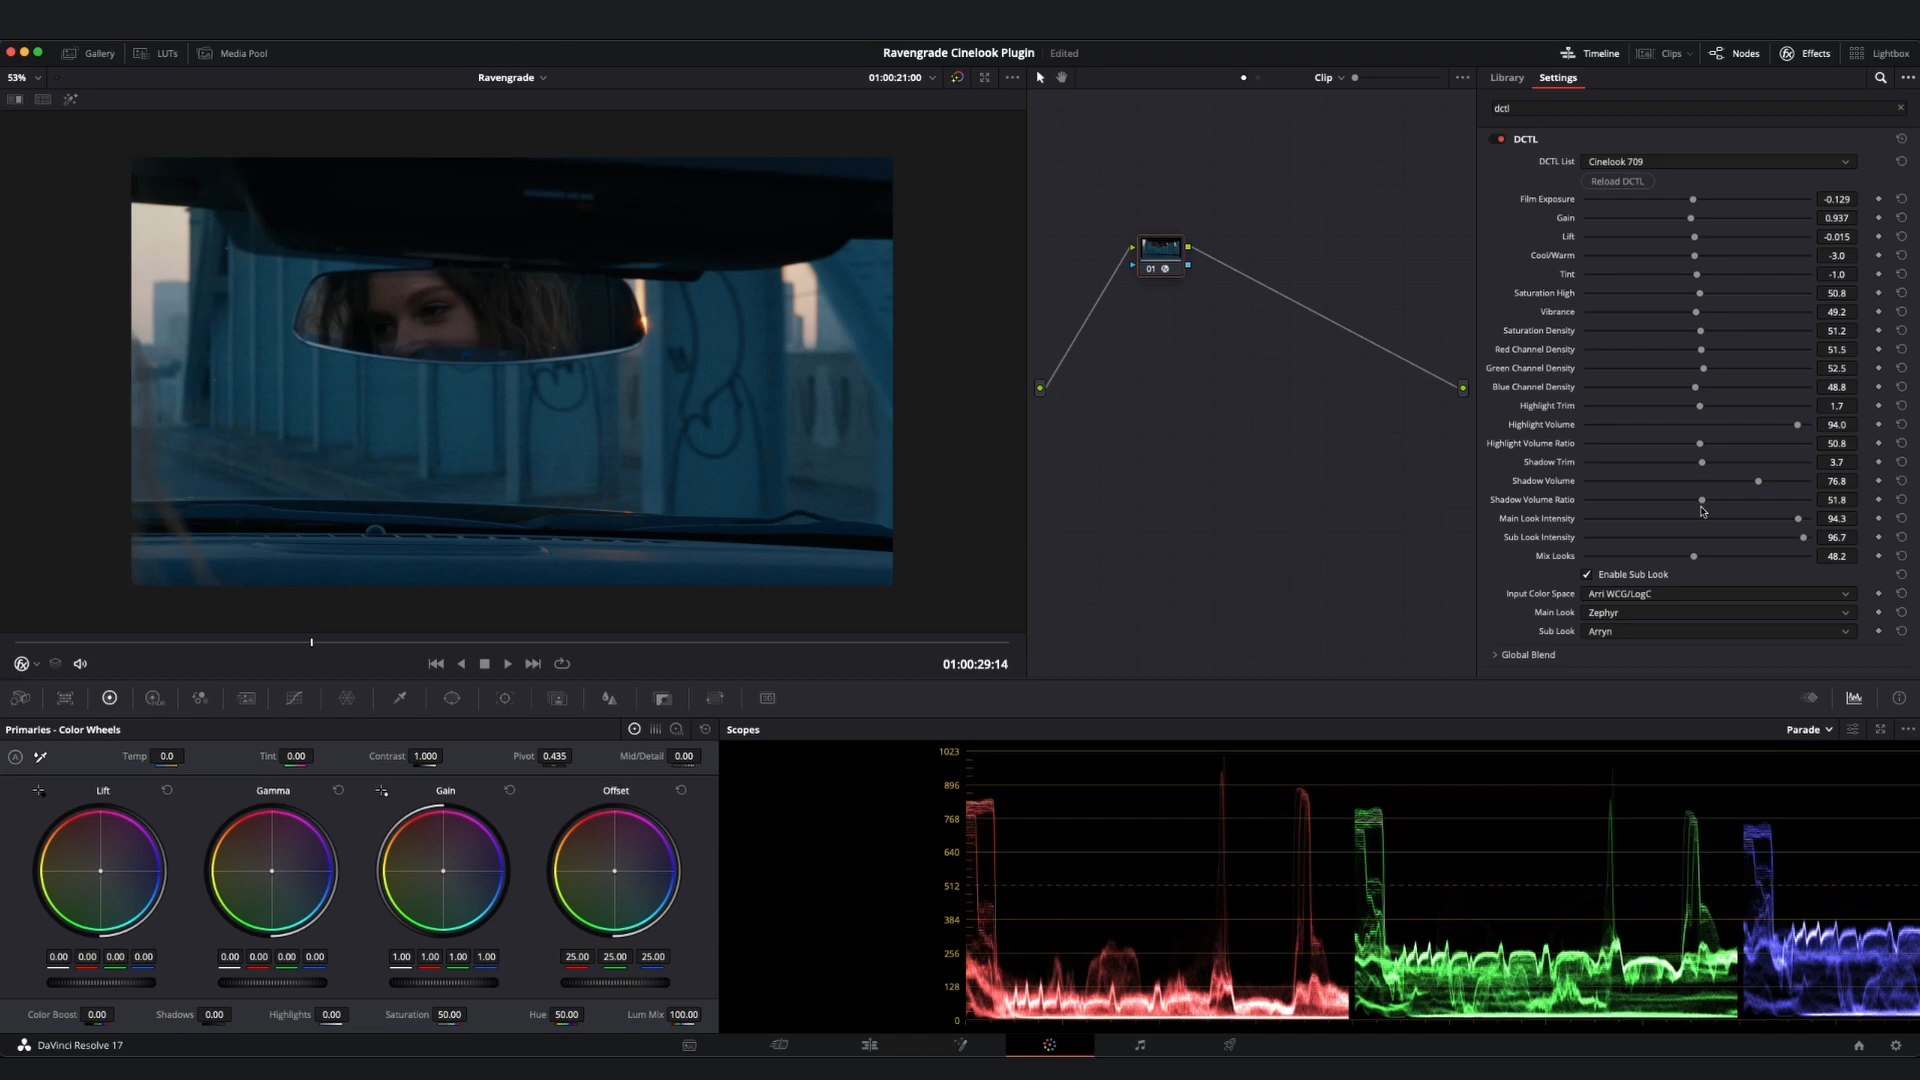 Gallery LUTs Media Pool Ravengrade Cinelook Plugin Edited Timeline Clips Nodes Effects Lightbox
53% Ravengrade 01:00:21:00 Clip Library Settings
dctl
DCTL
DCTL List Cinelook 709
Reload DCTL
Film Exposure -0.129
Gain 0.937
Lift -0.015
Cool/Warm -3.0
Tint -1.0
Saturation High 50.8
Vibrance 49.2
Saturation Density 51.2
Red Channel Density 51.5
Green Channel Density 52.5
Blue Channel Density 48.8
Highlight Trim 1.7
Highlight Volume 94.0
Highlight Volume Ratio 50.8
Shadow Trim 3.7
Shadow Volume 76.8
Shadow Volume Ratio 51.8
Main Look Intensity 94.3
Sub Look Intensity 96.7
Mix Looks 48.2
Enable Sub Look
Input Color Space Arri WCG/LogC
Main Look Zephyr
Sub Look Arryn
Global Blend
01
01:00:29:14
Primaries - Color Wheels
Temp 0.0 Tint 0.00 Contrast 1.000 Pivot 0.435 Mid/Detail 0.00
Lift Gamma Gain Offset
0.00 0.00 0.00 0.00 0.00 0.00 0.00 0.00 1.00 1.00 1.00 1.00 25.00 25.00 25.00
Color Boost 0.00 Shadows 0.00 Highlights 0.00 Saturation 50.00 Hue 50.00 Lum Mix 100.00
Scopes Parade
1023
896
768
640
512
384
256
128
0
DaVinci Resolve 17